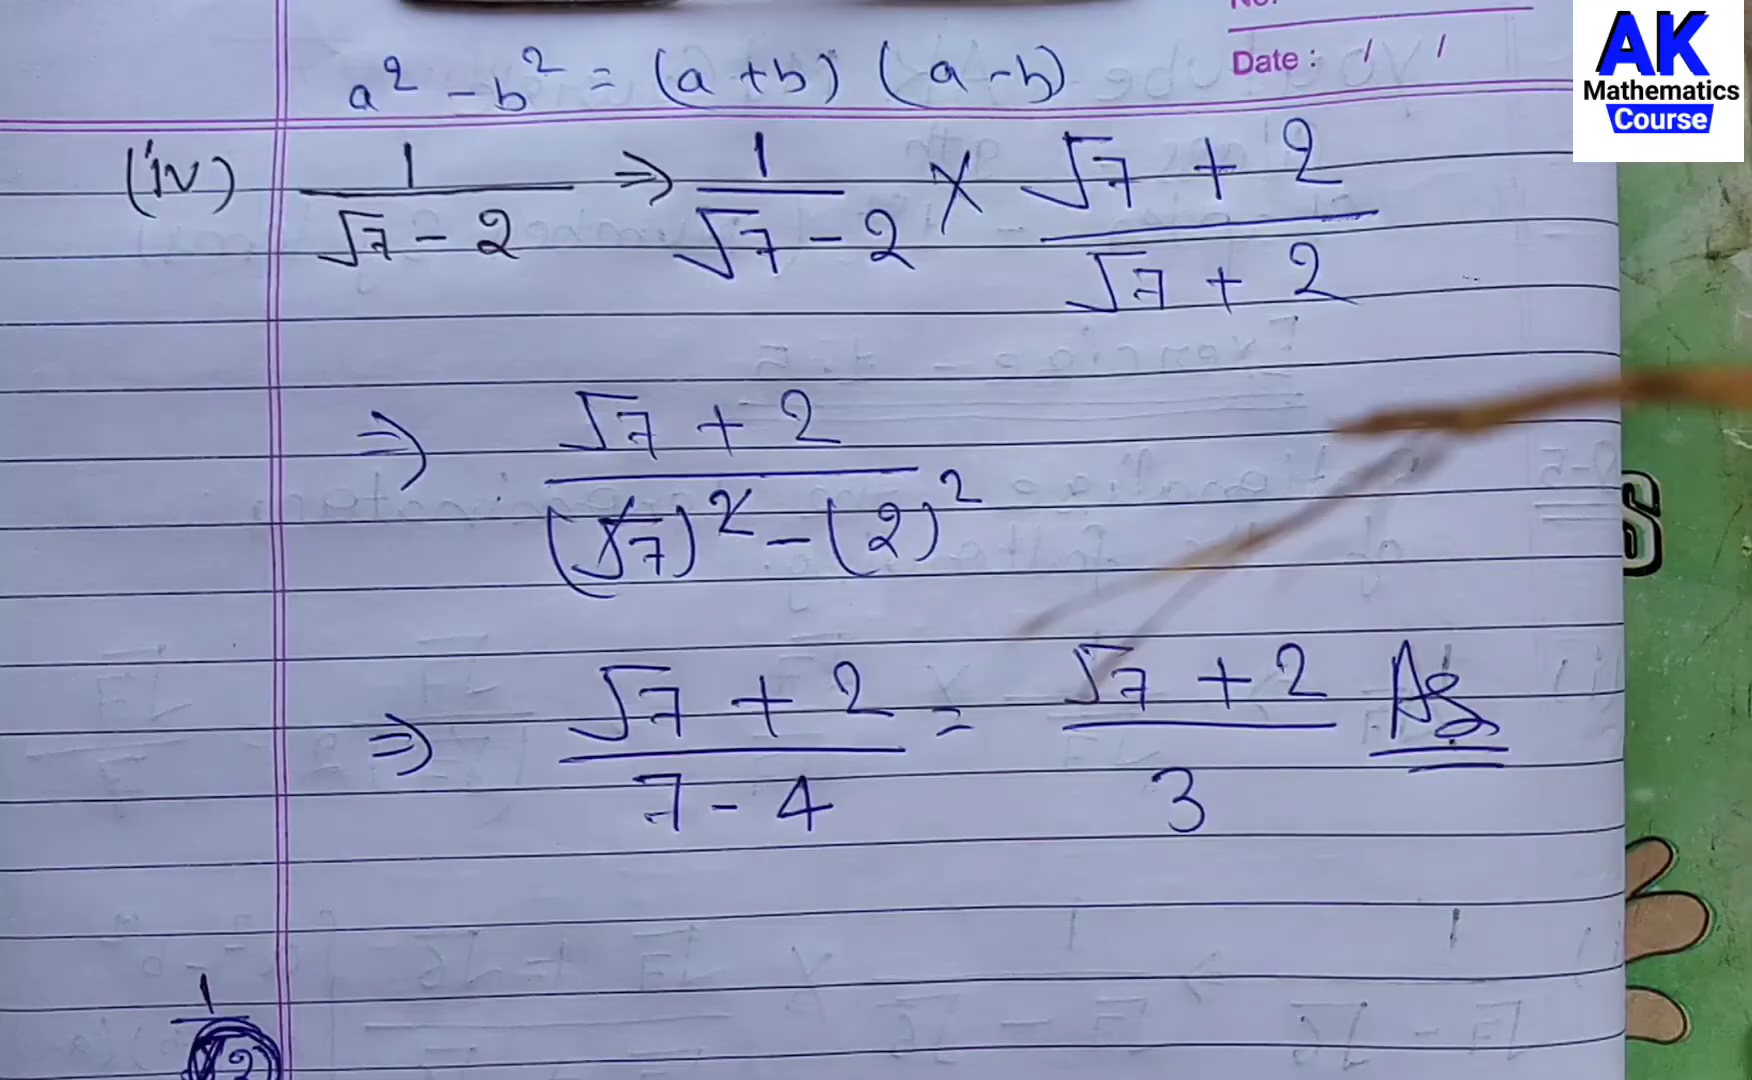 Date : / /
AK
Mathematics
Course
a² - b² = (a + b) (a - b)
(iv) 1/(√7 - 2) ⇒ 1/(√7 - 2) × (√7 + 2)/(√7 + 2)
⇒ (√7 + 2)/((√7)² - (2)²)
⇒ (√7 + 2)/(7 - 4) = (√7 + 2)/3 As
1